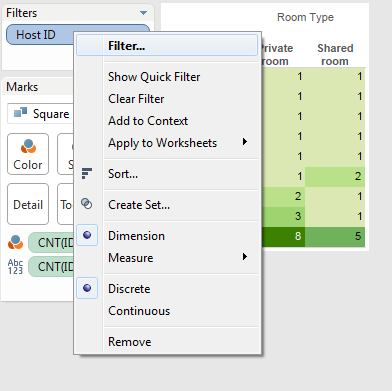 Filters
Host ID
Marks
Square
Color
S
Detail
To
CNT(ID
Abc
123
CNT(ID
Filter...
Show Quick Filter
Clear Filter
Add to Context
Apply to Worksheets
Sort...
Create Set...
Dimension
Measure
Discrete
Continuous
Remove
Room Type
Private room
Shared room
1 1
1 1
1 1
1 1
1 1
1 2
2 1
3 1
8 5